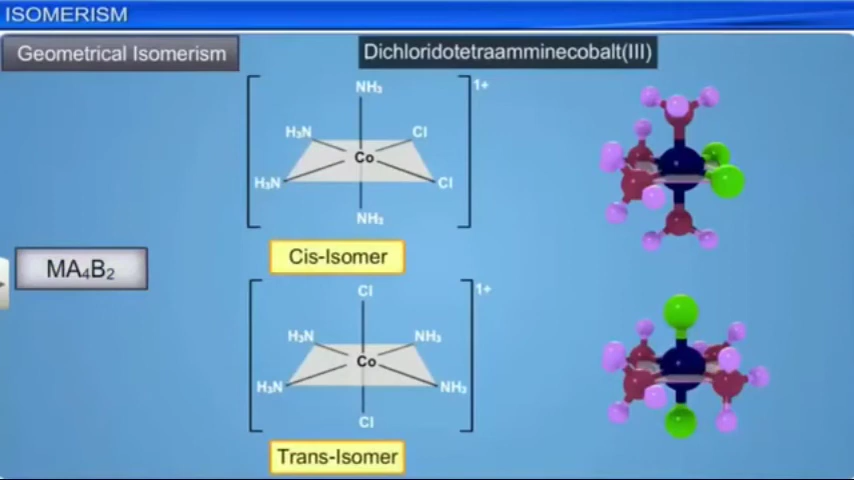 ISOMERISM
Geometrical Isomerism
Dichloridotetraamminecobalt(III)
NH₃
1+
H₃N Cl
Co
H₃N Cl
NH₃
Cis-Isomer
MA₄B₂
Cl
1+
H₃N NH₃
Co
H₃N NH₃
Cl
Trans-Isomer